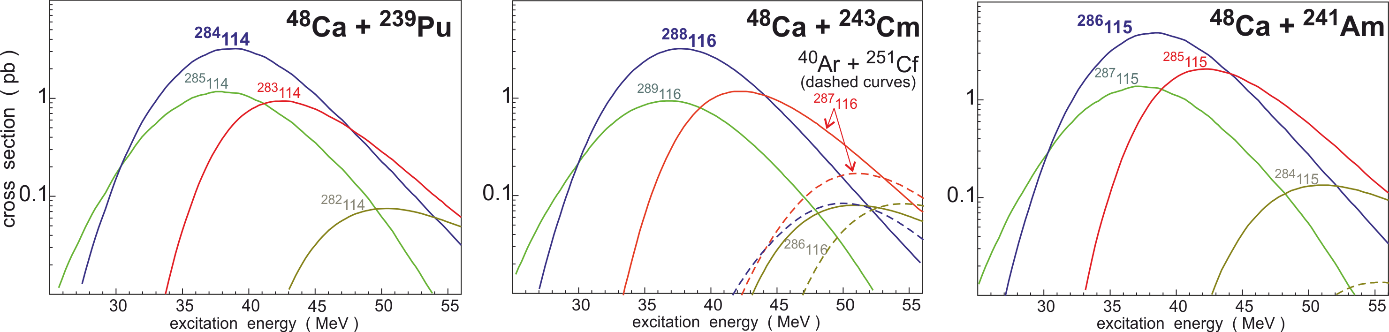 cross section ( pb )
1
0.1
48Ca + 239Pu
284114
285114
283114
282114
30 35 40 45 50 55
excitation energy ( MeV )
1
0.1
48Ca + 243Cm
40Ar + 251Cf
(dashed curves)
288116
289116
287116
286116
30 35 40 45 50 55
excitation energy ( MeV )
1
0.1
48Ca + 241Am
286115
287115
285115
284115
30 35 40 45 50 55
excitation energy ( MeV )